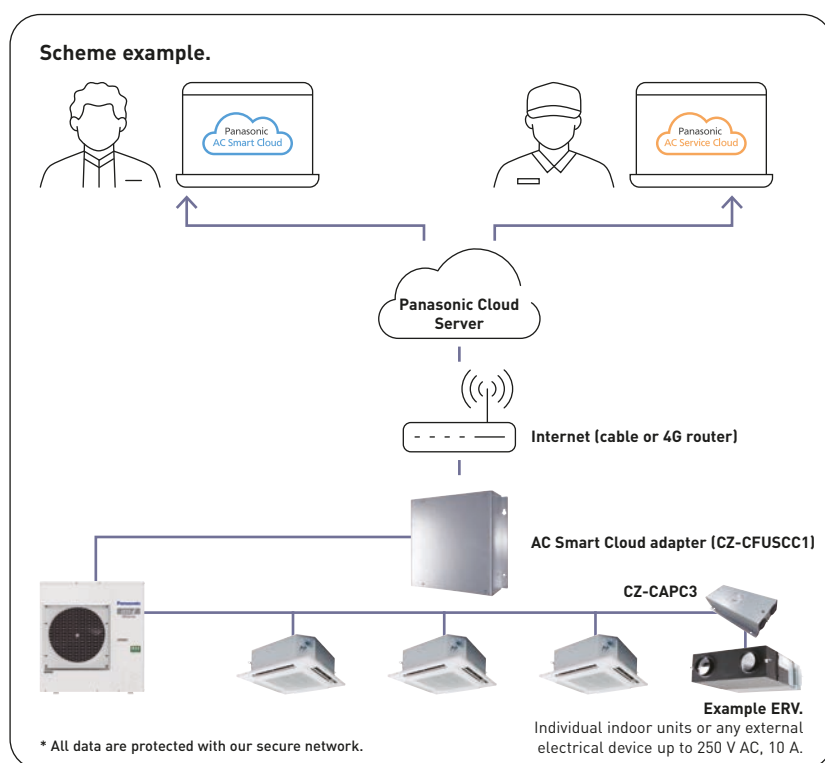 Scheme example.
Panasonic
AC Smart Cloud
Panasonic
AC Service Cloud
Panasonic Cloud
Server
Internet (cable or 4G router)
AC Smart Cloud adapter (CZ-CFUSCC1)
CZ-CAPC3
Panasonic
Example ERV.
Individual indoor units or any external
electrical device up to 250 V AC, 10 A.
* All data are protected with our secure network.